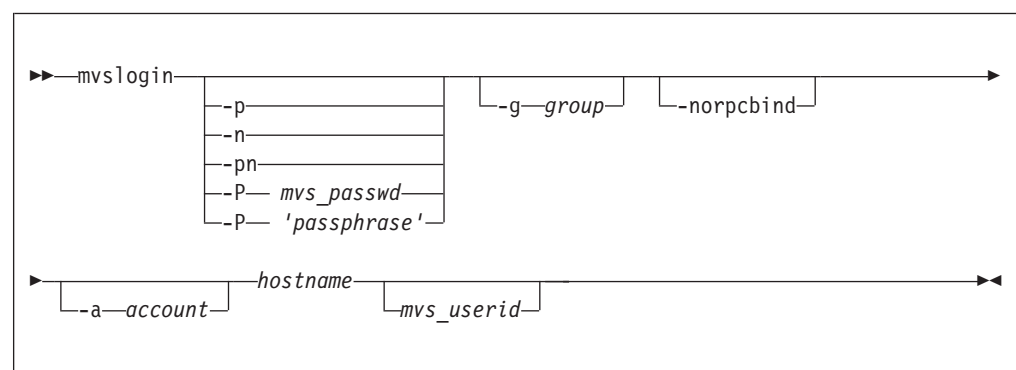 mvslogin
-p
-g group
-norpcbind
-n
-pn
-P mvs_passwd
-P 'passphrase'
hostname
-a account
mvs_userid